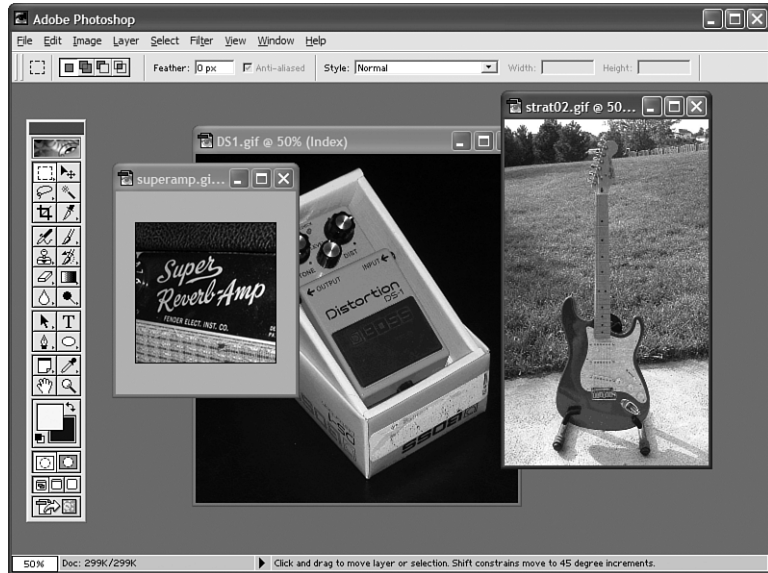 Adobe Photoshop
File Edit Image Layer Select Filter View Window Help
Feather: 0 px Anti-aliased Style: Normal Width: Height:
strat02.gif @ 50...
DS1.gif @ 50% (Index)
superamp.gi...
Super
Reverb-Amp
FENDER ELECT. INST. CO.
TONE
DIST
OUTPUT INPUT
Distortion
DS-1
BOSS
BOSS
T
50% Doc: 299K/299K Click and drag to move layer or selection. Shift constrains move to 45 degree increments.